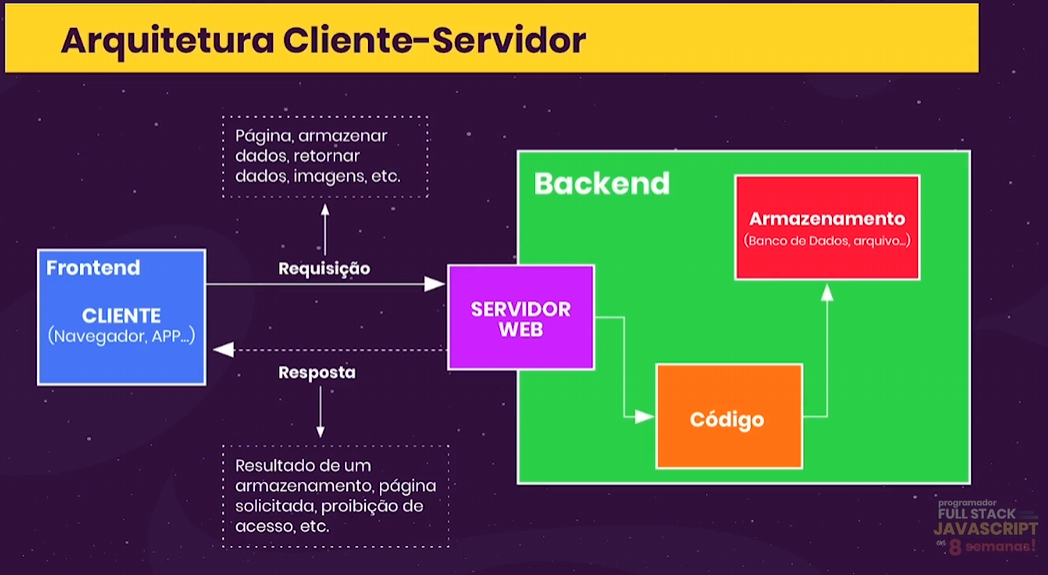 Arquitetura Cliente-Servidor
Página, armazenar
dados, retornar
dados, imagens, etc.
Backend
Armazenamento
(Banco de Dados, arquivo...)
Frontend
CLIENTE
(Navegador, APP...)
Requisição
SERVIDOR
WEB
Resposta
Código
Resultado de um
armazenamento, página
solicitada, proibição de
acesso, etc.
programador
FULL STACK
JAVASCRIPT
em 8 semanas!